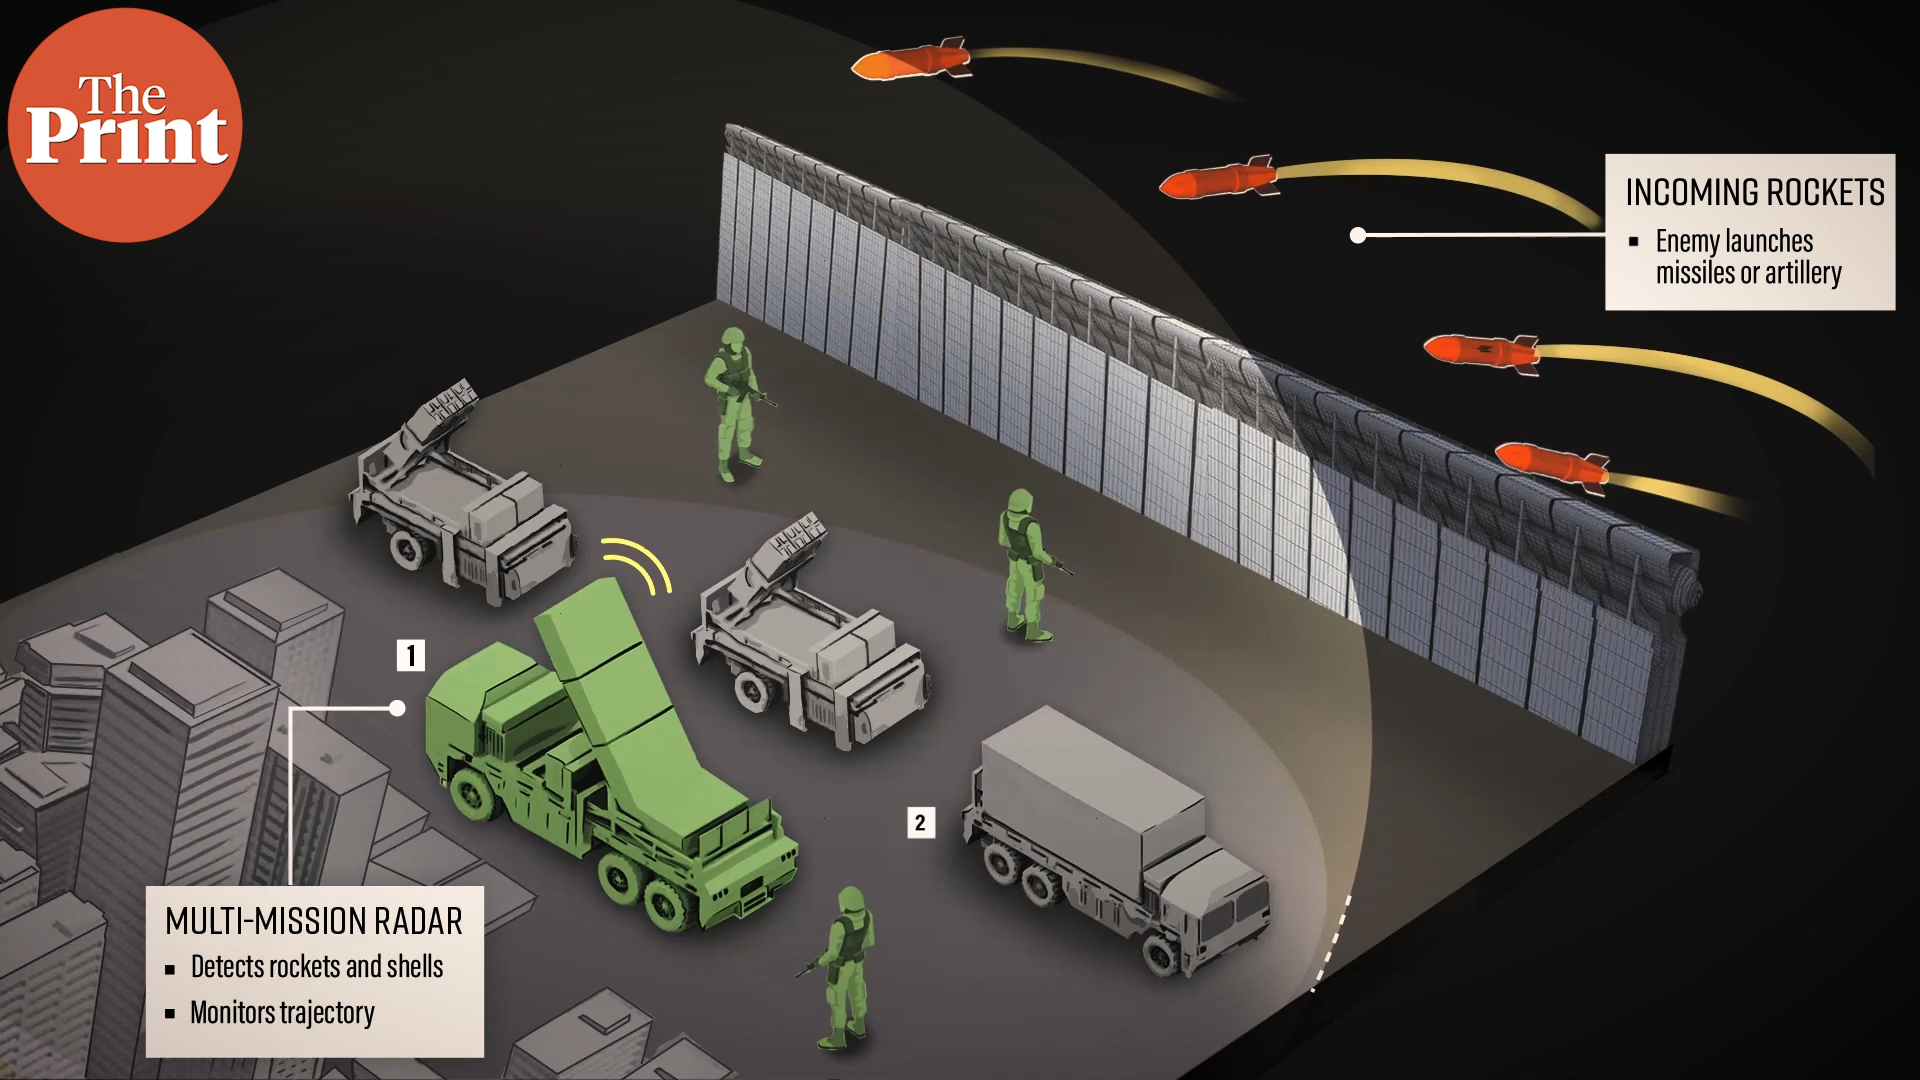 The
Print
INCOMING ROCKETS
▪ Enemy launches
missiles or artillery
1
2
MULTI-MISSION RADAR
▪ Detects rockets and shells
▪ Monitors trajectory